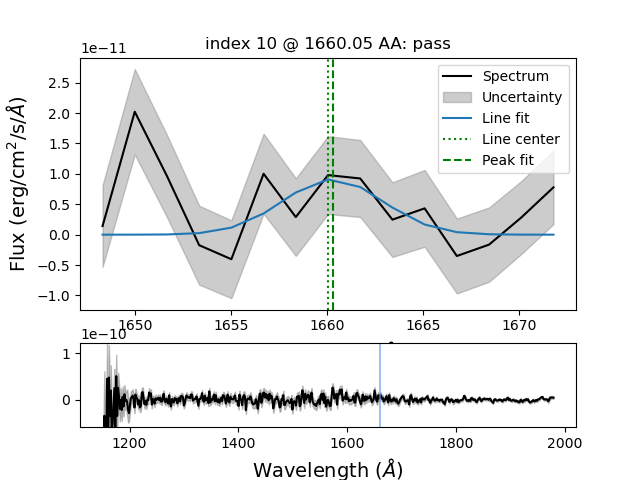 index 10 @ 1660.05 AA: pass
1e−11
2.5
2.0
1.5
1.0
0.5
0.0
−0.5
−1.0
Flux (erg/cm²/s/Å)
Spectrum
Uncertainty
Line fit
Line center
Peak fit
1650
1655
1660
1665
1670
1e−10
1
0
1200
1400
1600
1800
2000
Wavelength (Å)